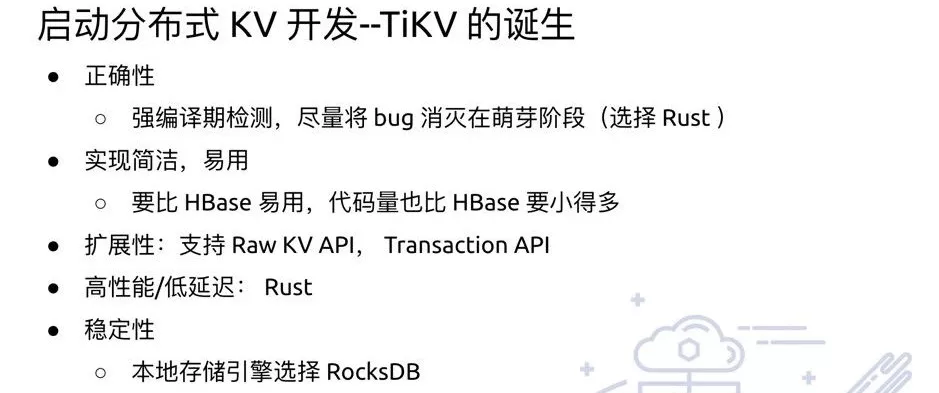 启动分布式 KV 开发--TiKV 的诞生
● 正确性
○ 强编译期检测，尽量将 bug 消灭在萌芽阶段（选择 Rust ）
● 实现简洁，易用
○ 要比 HBase 易用，代码量也比 HBase 要小得多
● 扩展性：支持 Raw KV API， Transaction API
● 高性能/低延迟： Rust
● 稳定性
○ 本地存储引擎选择 RocksDB